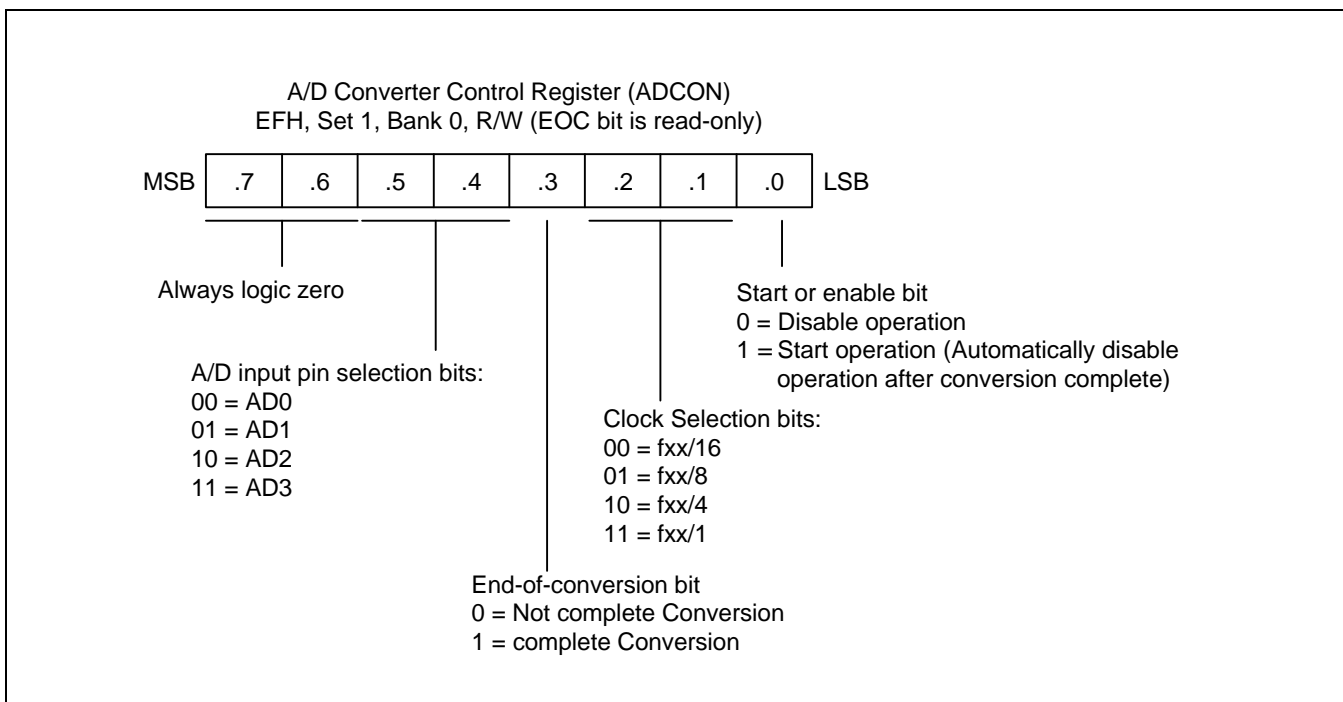 A/D Converter Control Register (ADCON)
EFH, Set 1, Bank 0, R/W (EOC bit is read-only)
MSB .7 .6 .5 .4 .3 .2 .1 .0 LSB
Always logic zero
A/D input pin selection bits:
00 = AD0
01 = AD1
10 = AD2
11 = AD3
End-of-conversion bit
0 = Not complete Conversion
1 = complete Conversion
Clock Selection bits:
00 = fxx/16
01 = fxx/8
10 = fxx/4
11 = fxx/1
Start or enable bit
0 = Disable operation
1 = Start operation (Automatically disable
operation after conversion complete)